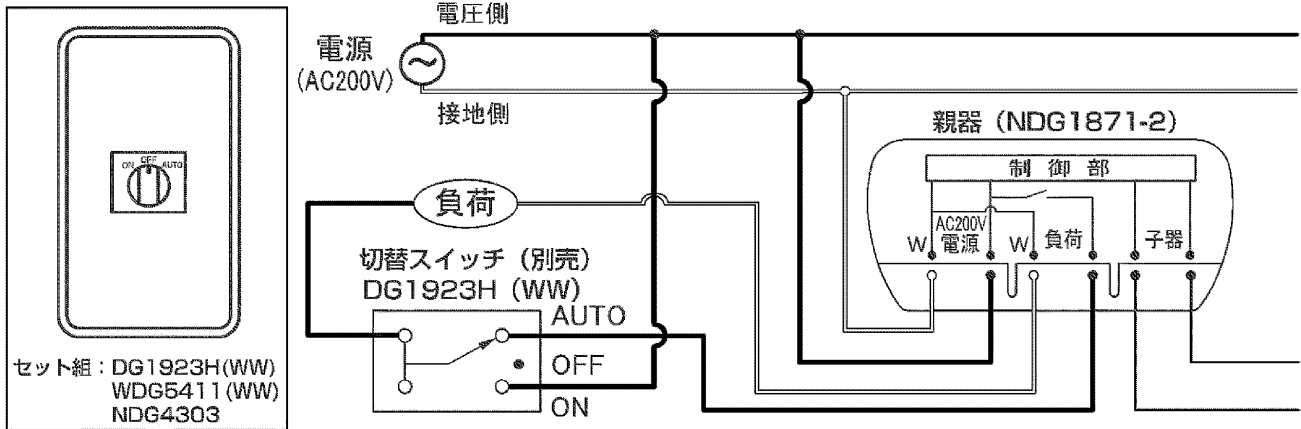 ON OFF AUTO
セット組：DG1923H(WW)
WDG5411(WW)
NDG4303
電圧側
電源
(AC200V)
接地側
負荷
切替スイッチ（別売）
DG1923H（WW）
AUTO
OFF
ON
親器（NDG1871-2）
制御部
W AC200V 電源 W 負荷 子器